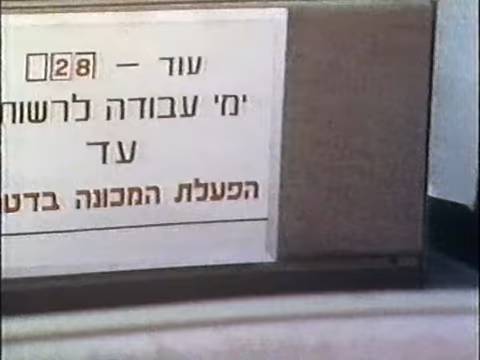 עוד - 28
ימי עבודה לרשות
עד
הפעלת המכונה